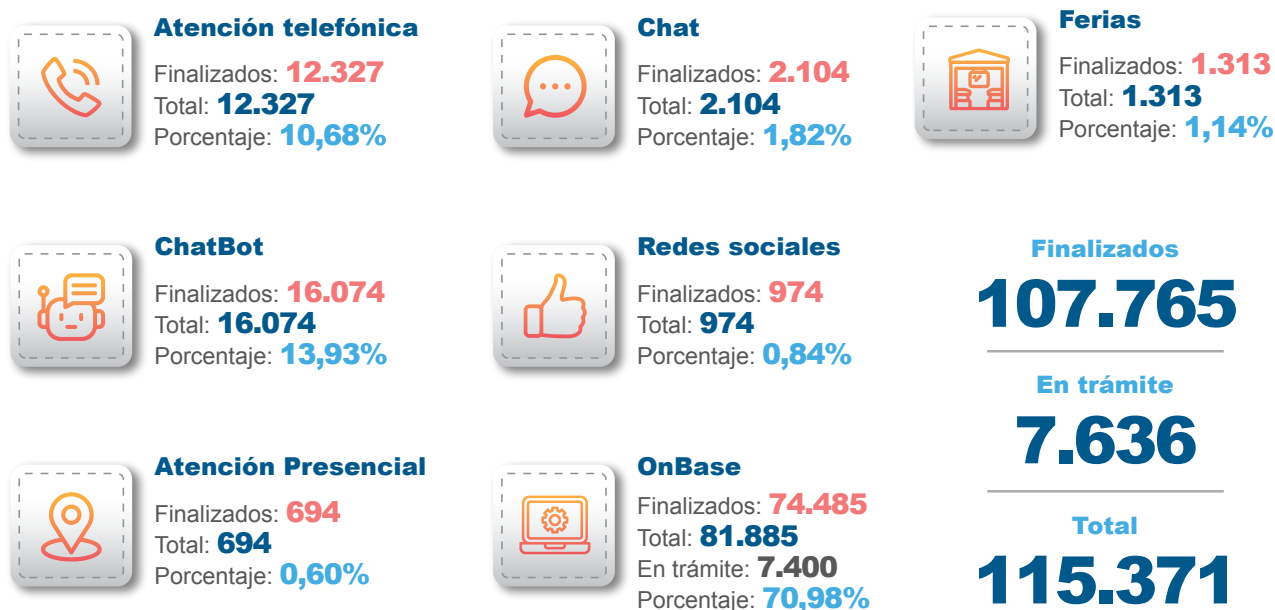 Atención telefónica
Finalizados: 12.327
Total: 12.327
Porcentaje: 10,68%
Chat
Finalizados: 2.104
Total: 2.104
Porcentaje: 1,82%
Ferias
Finalizados: 1.313
Total: 1.313
Porcentaje: 1,14%
ChatBot
Finalizados: 16.074
Total: 16.074
Porcentaje: 13,93%
Redes sociales
Finalizados: 974
Total: 974
Porcentaje: 0,84%
Atención Presencial
Finalizados: 694
Total: 694
Porcentaje: 0,60%
OnBase
Finalizados: 74.485
Total: 81.885
En trámite: 7.400
Porcentaje: 70,98%
Finalizados
107.765
En trámite
7.636
Total
115.371